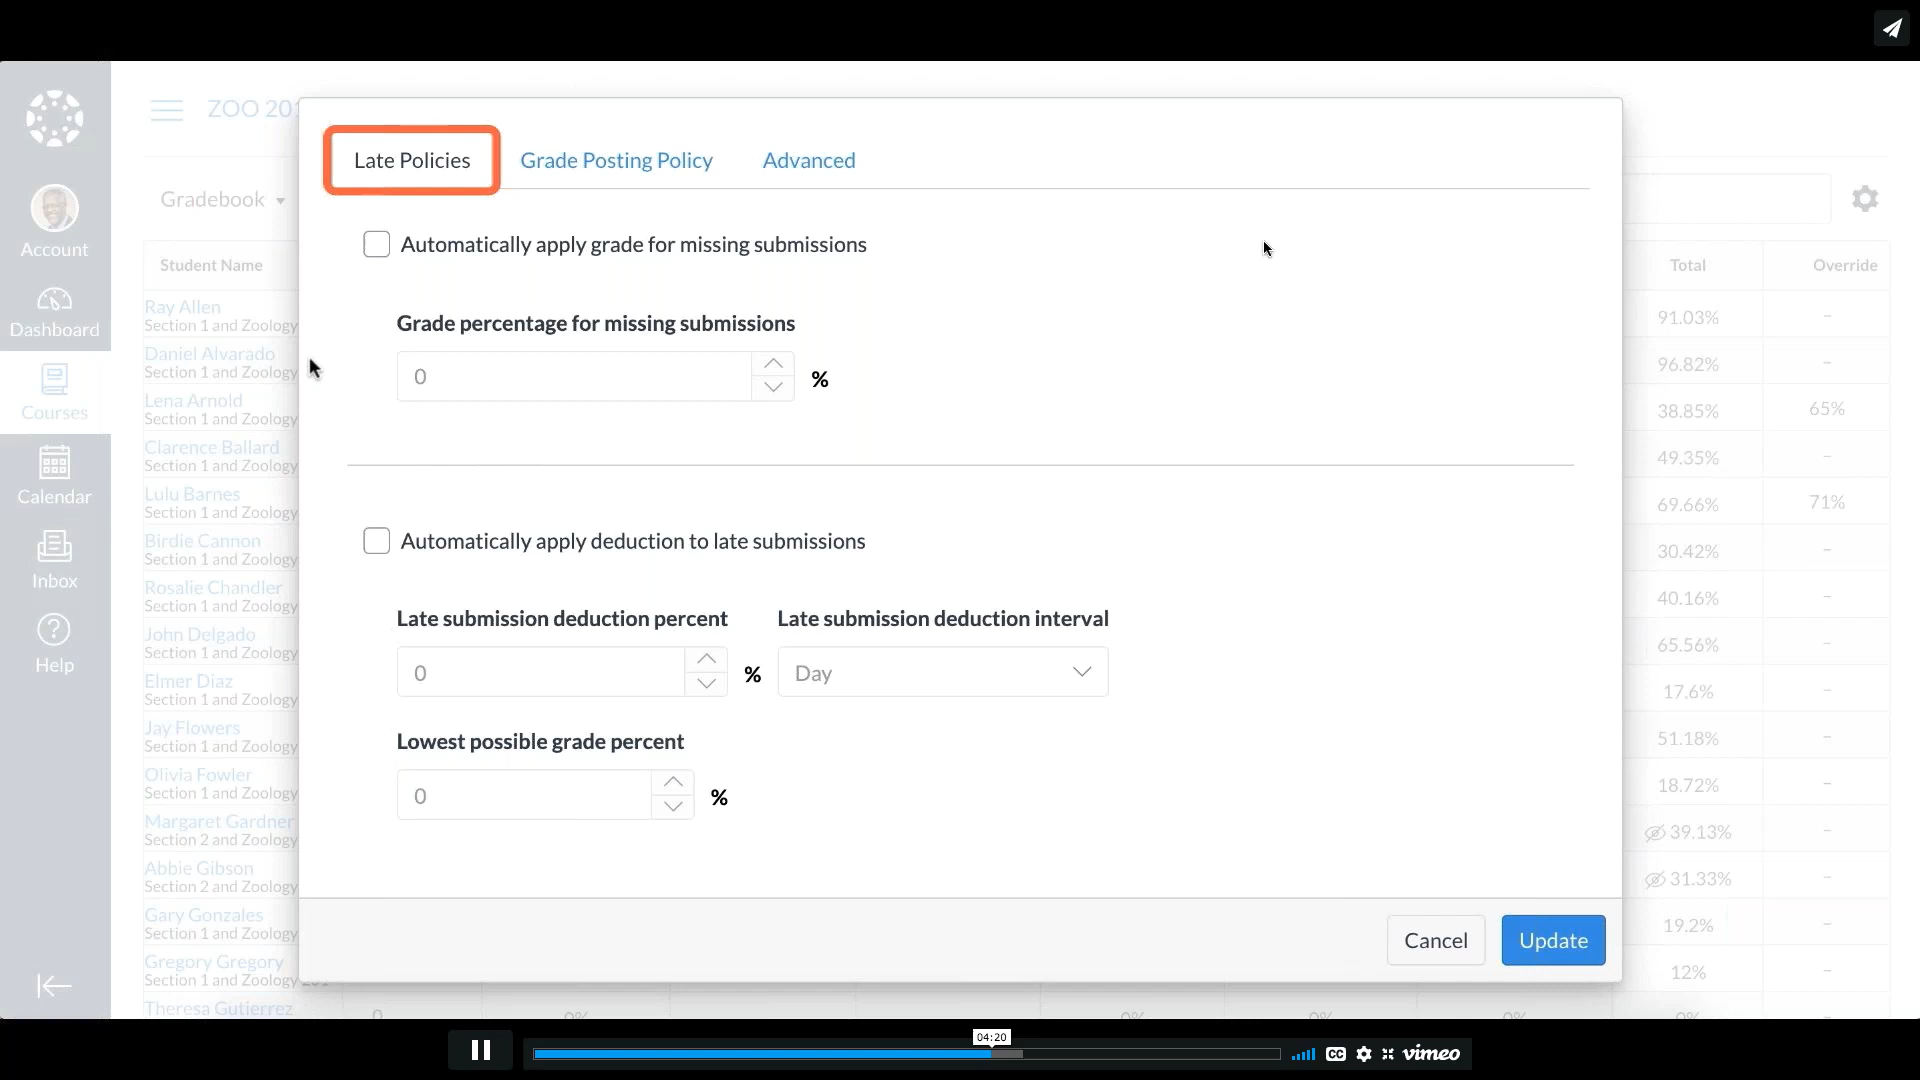 ZOO 201
Late Policies
Grade Posting Policy
Advanced
Gradebook
Account
Automatically apply grade for missing submissions
Student Name
Total
Override
Ray Allen
Section 1 and Zoology
91.03%
–
Dashboard
Grade percentage for missing submissions
Daniel Alvarado
Section 1 and Zoology
96.82%
–
0
%
Lena Arnold
Section 1 and Zoology
38.85%
65%
Courses
Clarence Ballard
Section 1 and Zoology
49.35%
–
Calendar
Lulu Barnes
Section 1 and Zoology
69.66%
71%
Birdie Cannon
Section 1 and Zoology
30.42%
–
Automatically apply deduction to late submissions
Inbox
Rosalie Chandler
Section 1 and Zoology
40.16%
–
Late submission deduction percent
Late submission deduction interval
John Delgado
Section 1 and Zoology
65.56%
–
Help
0
%
Day
Elmer Diaz
Section 1 and Zoology
17.6%
–
Jay Flowers
Section 1 and Zoology
51.18%
–
Lowest possible grade percent
Olivia Fowler
Section 1 and Zoology
18.72%
–
0
%
Margaret Gardner
Section 2 and Zoology
39.13%
–
Abbie Gibson
Section 2 and Zoology
31.33%
–
Gary Gonzales
Section 1 and Zoology
19.2%
–
Cancel
Update
Gregory Gregory
Section 1 and Zoology 201
12%
–
Theresa Gutierrez
0
0%
0%
0%
0%
0%
–
04:20
CC
vimeo